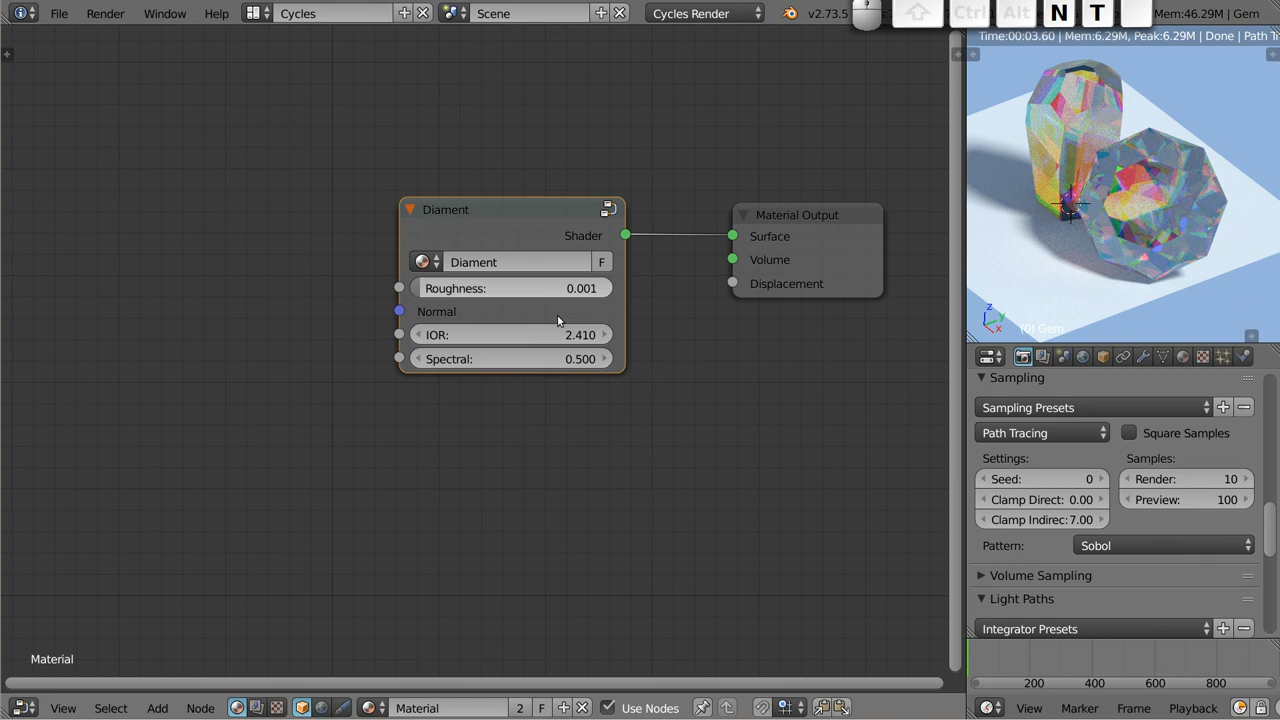 File Render Window Help Cycles Scene Cycles Render v2.73.5 Ctrl Alt N T Mem:46.29M | Gem
Time:00:03.60 | Mem:6.29M, Peak:6.29M | Done | Path T
Diament
Shader
Diament F
Roughness: 0.001
Normal
IOR: 2.410
Spectral: 0.500
Material Output
Surface
Volume
Displacement
z
y
x
(0) Gem
Sampling
Sampling Presets
Path Tracing Square Samples
Settings: Samples:
Seed: 0 Render: 10
Clamp Direct: 0.00 Preview: 100
Clamp Indirec: 7.00
Pattern: Sobol
Volume Sampling
Light Paths
Integrator Presets
Material
200 400 600 800
View Select Add Node Material 2 F Use Nodes View Marker Frame Playback